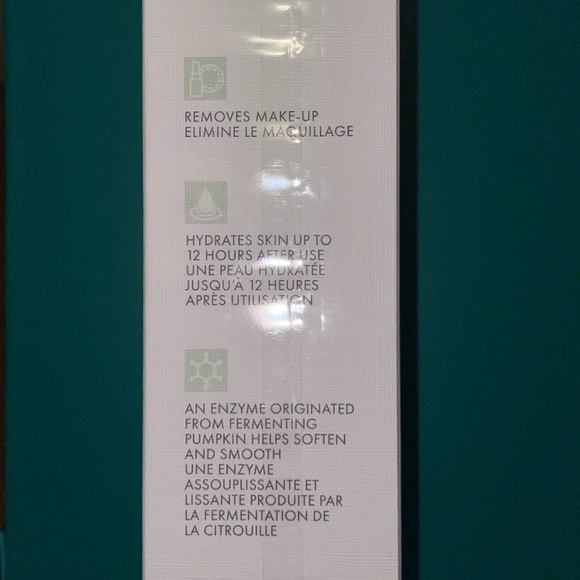 REMOVES MAKE-UP
ELIMINE LE MAQUILLAGE
HYDRATES SKIN UP TO
12 HOURS AFTER USE
UNE PEAU HYDRATÉE
JUSQU'À 12 HEURES
APRÈS UTILISATION
AN ENZYME ORIGINATED
FROM FERMENTING
PUMPKIN HELPS SOFTEN
AND SMOOTH
UNE ENZYME
ASSOUPLISSANTE ET
LISSANTE PRODUITE PAR
LA FERMENTATION DE
LA CITROUILLE